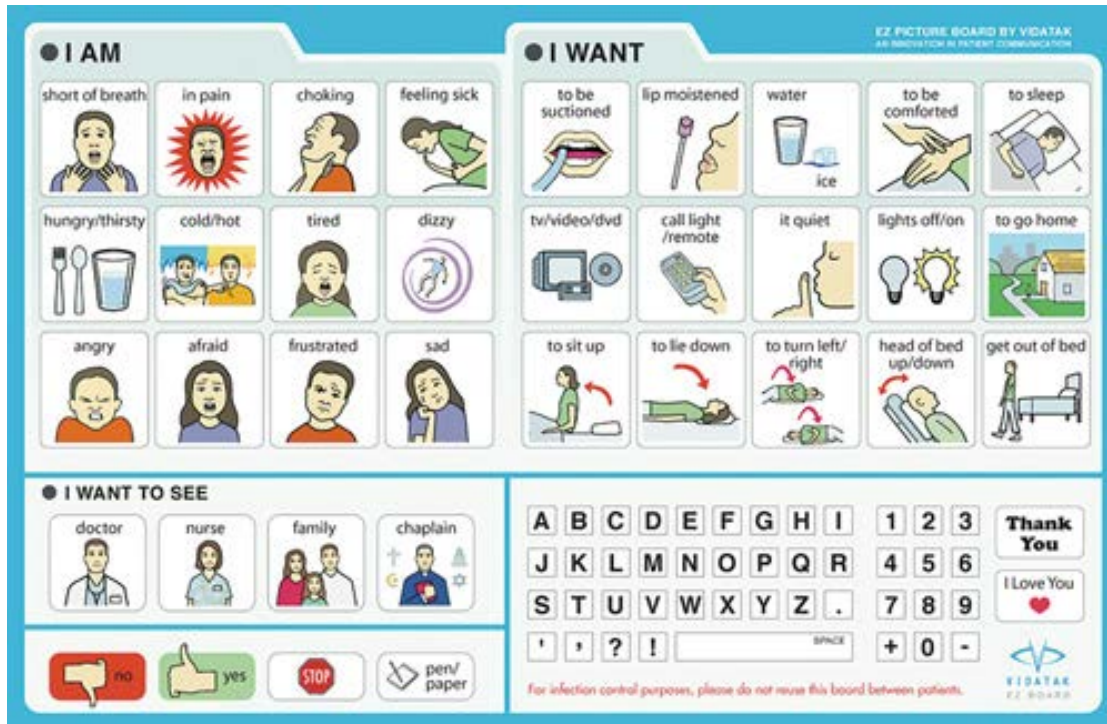 I AM
short of breath
in pain
choking
feeling sick
hungry/thirsty
cold/hot
tired
dizzy
angry
afraid
frustrated
sad
I WANT
EZ PICTURE BOARD BY VIDATAK
AN INNOVATION IN PATIENT COMMUNICATION
to be
suctioned
lip moistened
water
ice
to be
comforted
to sleep
tv/video/dvd
call light
/remote
it quiet
lights off/on
to go home
to sit up
to lie down
to turn left/
right
head of bed
up/down
get out of bed
I WANT TO SEE
doctor
nurse
family
chaplain
no
yes
STOP
pen/
paper
A B C D E F G H I
J K L M N O P Q R
S T U V W X Y Z .
' , ? ! SPACE
1 2 3
4 5 6
7 8 9
+ 0 -
Thank
You
I Love You
VIDATAK
EZ BOARD
For infection control purposes, please do not reuse this board between patients.